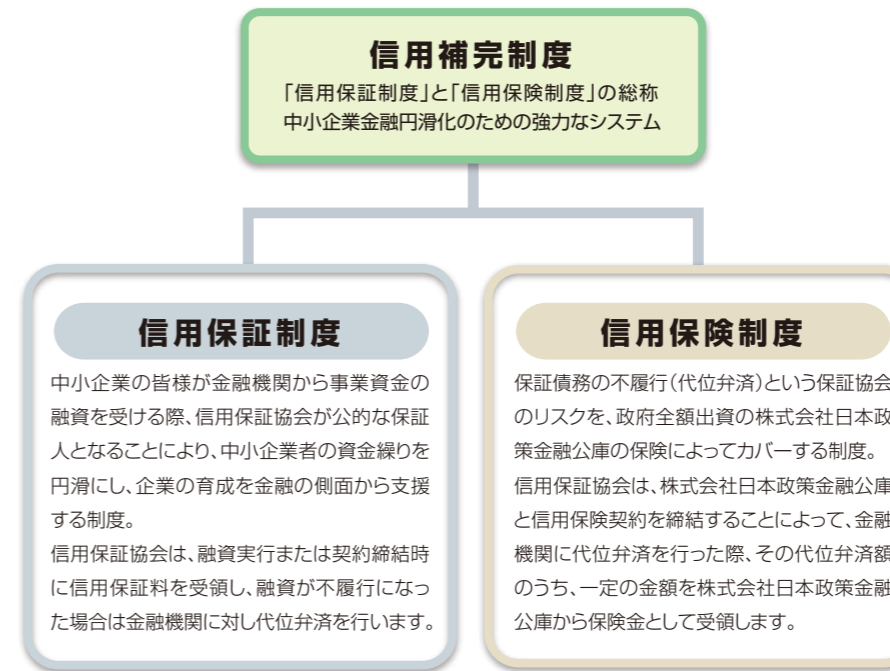 信用補完制度
「信用保証制度」と「信用保険制度」の総称
中小企業金融円滑化のための強力なシステム
信用保証制度
中小企業の皆様が金融機関から事業資金の
融資を受ける際、信用保証協会が公的な保証
人となることにより、中小企業者の資金繰りを
円滑にし、企業の育成を金融の側面から支援
する制度。
信用保証協会は、融資実行または契約締結時
に信用保証料を受領し、融資が不履行になっ
た場合は金融機関に対し代位弁済を行います。
信用保険制度
保証債務の不履行(代位弁済)という保証協会
のリスクを、政府全額出資の株式会社日本政
策金融公庫の保険によってカバーする制度。
信用保証協会は、株式会社日本政策金融公庫
と信用保険契約を締結することによって、金融
機関に代位弁済を行った際、その代位弁済額
のうち、一定の金額を株式会社日本政策金融
公庫から保険金として受領します。